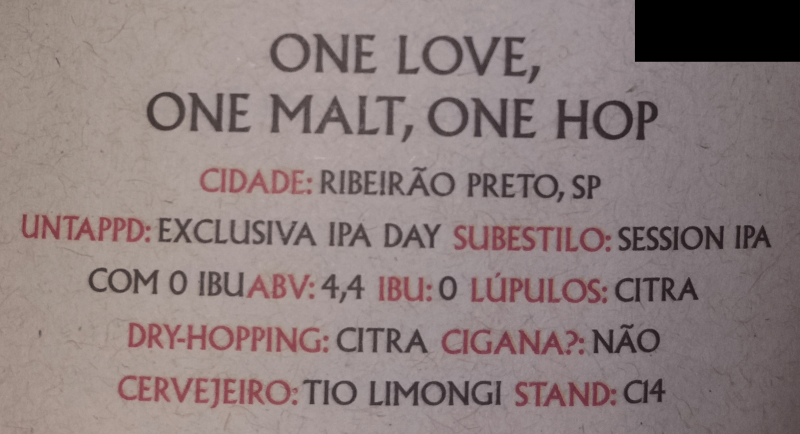 ONE LOVE,
ONE MALT, ONE HOP
CIDADE: RIBEIRÃO PRETO, SP
UNTAPPD: EXCLUSIVA IPA DAY SUBESTILO: SESSION IPA
COM 0 IBUABV: 4,4 IBU: 0 LÚPULOS: CITRA
DRY-HOPPING: CITRA CIGANA?: NÃO
CERVEJEIRO: TIO LIMONGI STAND: C14